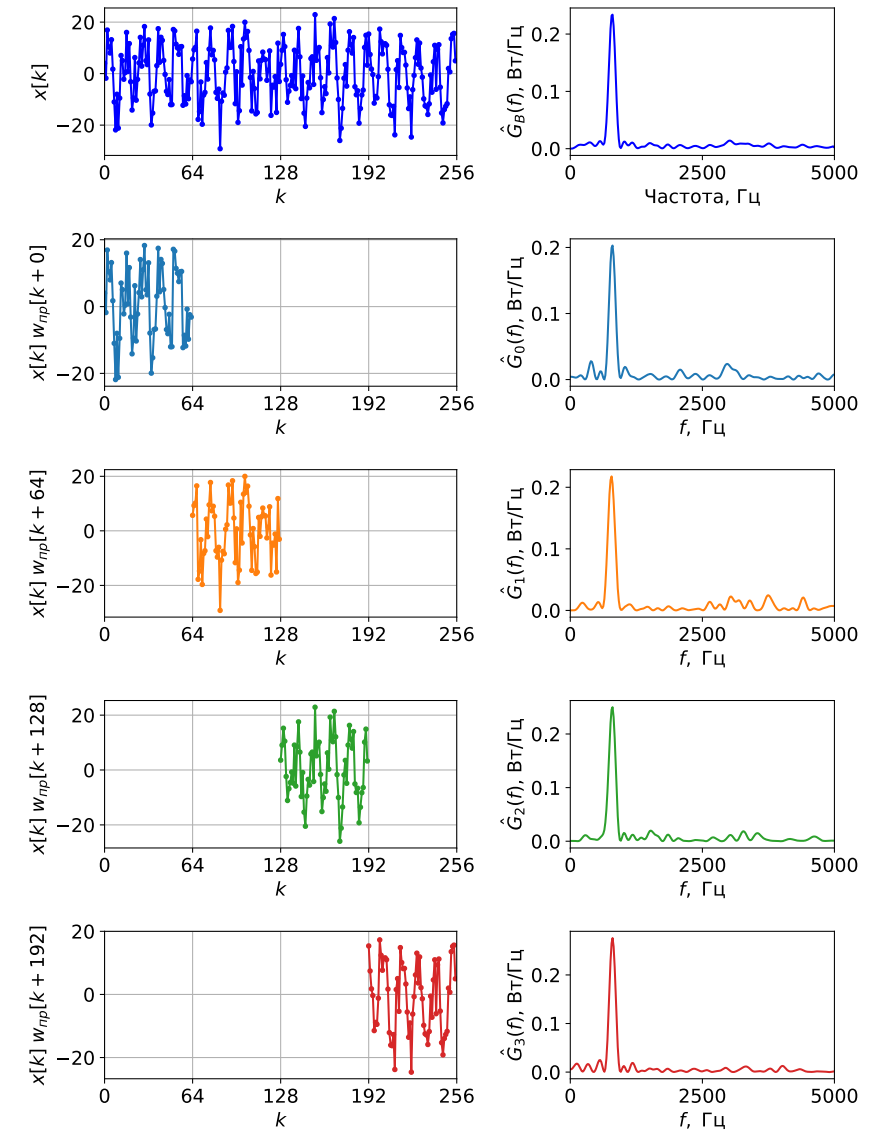 x[k]
20
0
−20
0 64 128 192 256
k
Ĝ_B(f), Вт/Гц
0.2
0.1
0.0
0 2500 5000
Частота, Гц
x[k] w_пр[k + 0]
20
0
−20
0 64 128 192 256
k
Ĝ_0(f), Вт/Гц
0.2
0.1
0.0
0 2500 5000
f, Гц
x[k] w_пр[k + 64]
20
0
−20
0 64 128 192 256
k
Ĝ_1(f), Вт/Гц
0.2
0.1
0.0
0 2500 5000
f, Гц
x[k] w_пр[k + 128]
20
0
−20
0 64 128 192 256
k
Ĝ_2(f), Вт/Гц
0.2
0.1
0.0
0 2500 5000
f, Гц
x[k] w_пр[k + 192]
20
0
−20
0 64 128 192 256
k
Ĝ_3(f), Вт/Гц
0.2
0.1
0.0
0 2500 5000
f, Гц